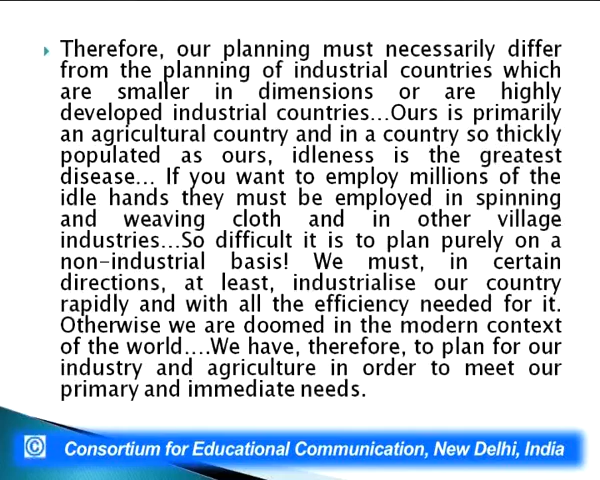 Therefore, our planning must necessarily differ
from the planning of industrial countries which
are smaller in dimensions or are highly
developed industrial countries...Ours is primarily
an agricultural country and in a country so thickly
populated as ours, idleness is the greatest
disease... If you want to employ millions of the
idle hands they must be employed in spinning
and weaving cloth and in other village
industries...So difficult it is to plan purely on a
non-industrial basis! We must, in certain
directions, at least, industrialise our country
rapidly and with all the efficiency needed for it.
Otherwise we are doomed in the modern context
of the world....We have, therefore, to plan for our
industry and agriculture in order to meet our
primary and immediate needs.
© Consortium for Educational Communication, New Delhi, India